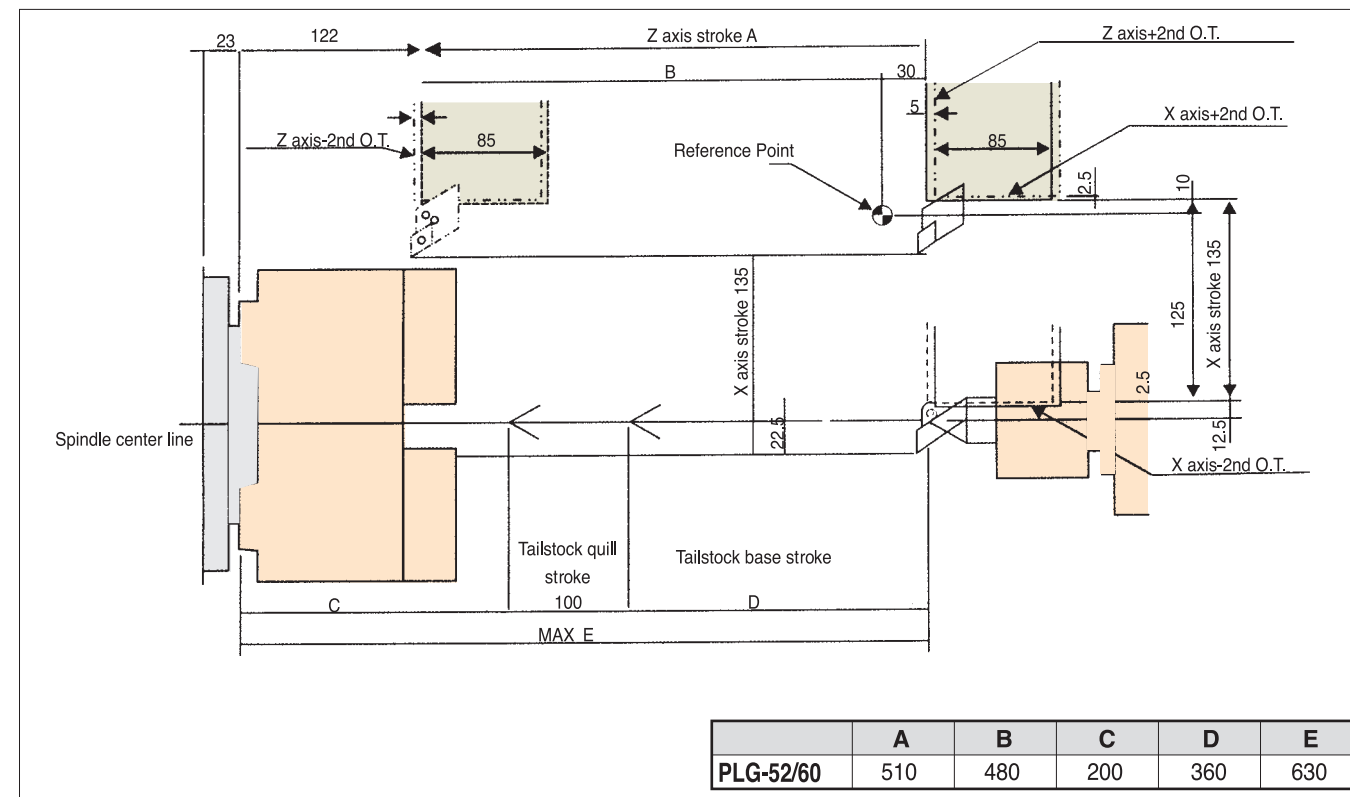 23
122
Z axis stroke A
Z axis+2nd O.T.
B
30
5
X axis+2nd O.T.
Z axis-2nd O.T.
85
85
Reference Point
2.5
10
X axis stroke 135
125
X axis stroke 135
2.5
Spindle center line
22.5
12.5
X axis-2nd O.T.
Tailstock quill
stroke
100
Tailstock base stroke
C
D
MAX E
A B C D E
PLG-52/60 510 480 200 360 630